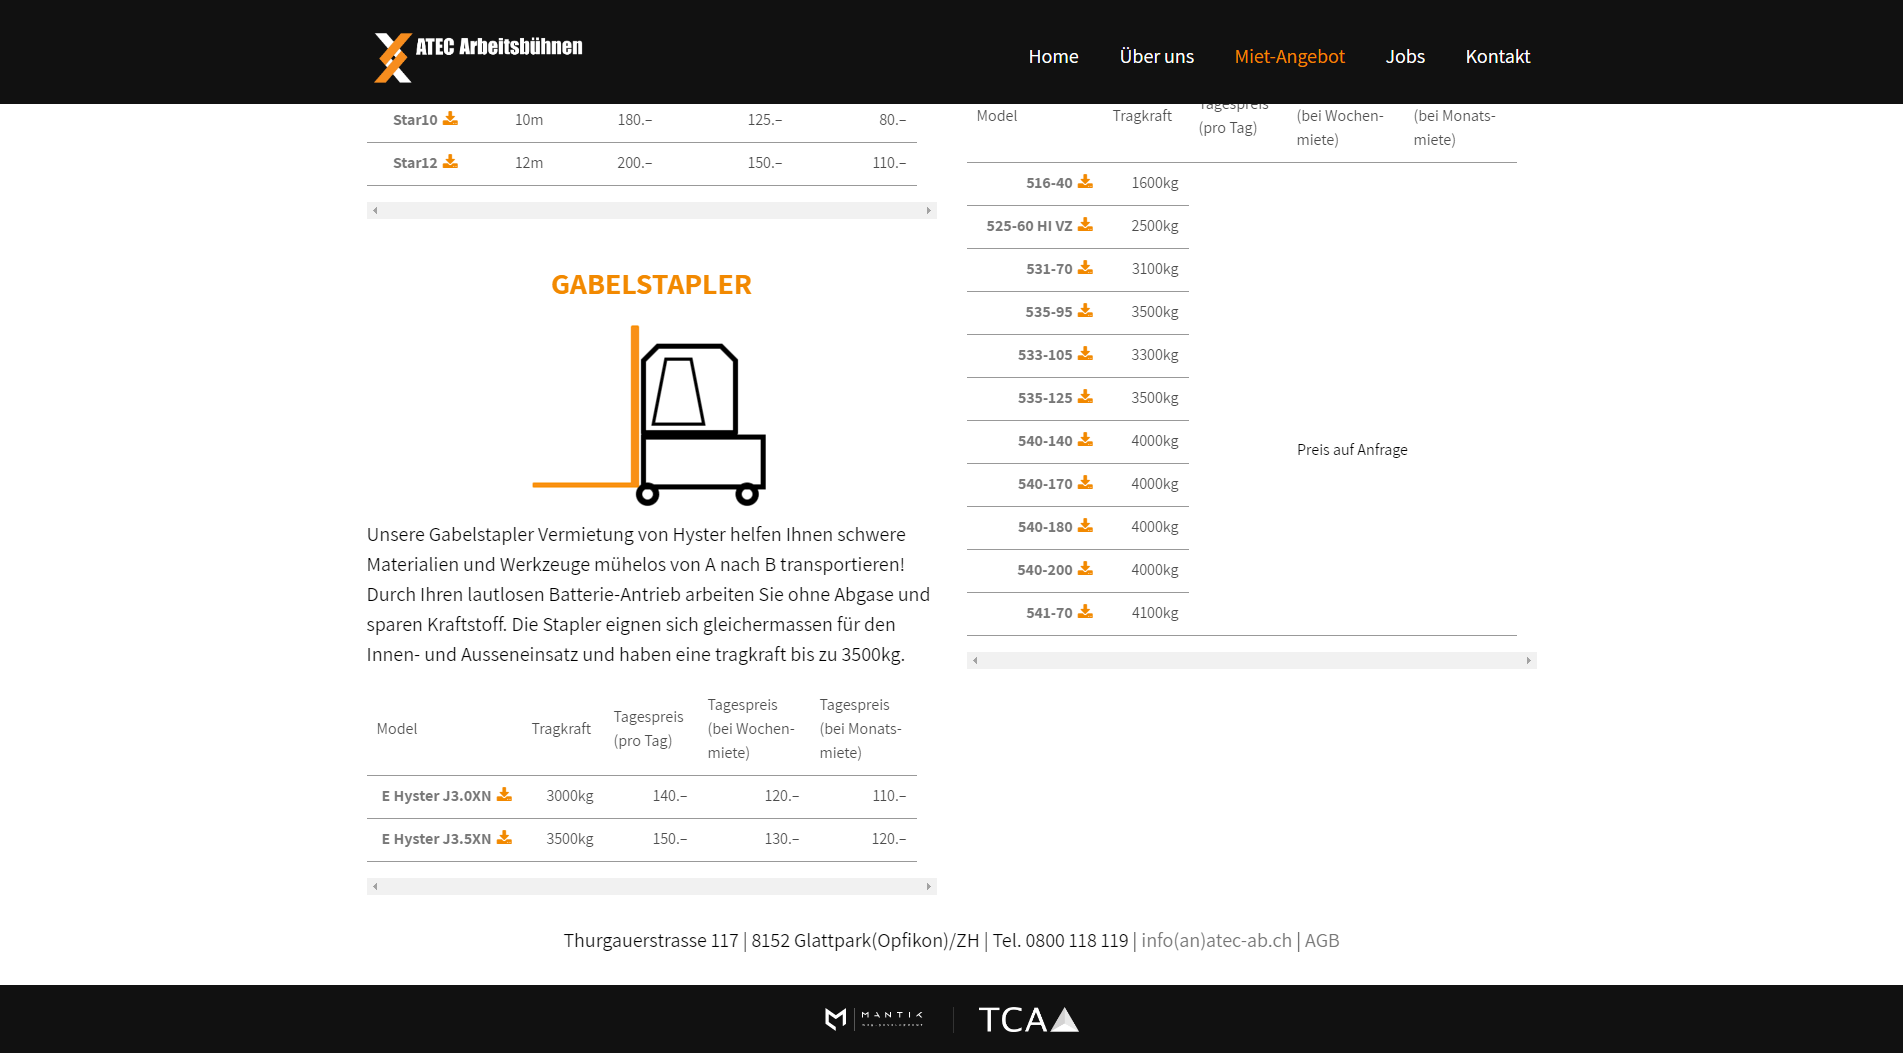 ATEC Arbeitsbühnen
Home Über uns Miet-Angebot Jobs Kontakt
Star10 10m 180.– 125.– 80.–
Star12 12m 200.– 150.– 110.–
GABELSTAPLER
Unsere Gabelstapler Vermietung von Hyster helfen Ihnen schwere
Materialien und Werkzeuge mühelos von A nach B transportieren!
Durch Ihren lautlosen Batterie-Antrieb arbeiten Sie ohne Abgase und
sparen Kraftstoff. Die Stapler eignen sich gleichermassen für den
Innen- und Ausseneinsatz und haben eine tragkraft bis zu 3500kg.
Model Tragkraft Tagespreis (pro Tag) Tagespreis (bei Wochen-miete) Tagespreis (bei Monats-miete)
E Hyster J3.0XN 3000kg 140.– 120.– 110.–
E Hyster J3.5XN 3500kg 150.– 130.– 120.–
Model Tragkraft Tagespreis (pro Tag) (bei Wochen-miete) (bei Monats-miete)
516-40 1600kg
525-60 HI VZ 2500kg
531-70 3100kg
535-95 3500kg
533-105 3300kg
535-125 3500kg
540-140 4000kg
Preis auf Anfrage
540-170 4000kg
540-180 4000kg
540-200 4000kg
541-70 4100kg
Thurgauerstrasse 117 | 8152 Glattpark(Opfikon)/ZH | Tel. 0800 118 119 | info(an)atec-ab.ch | AGB
MANTIK
TCA